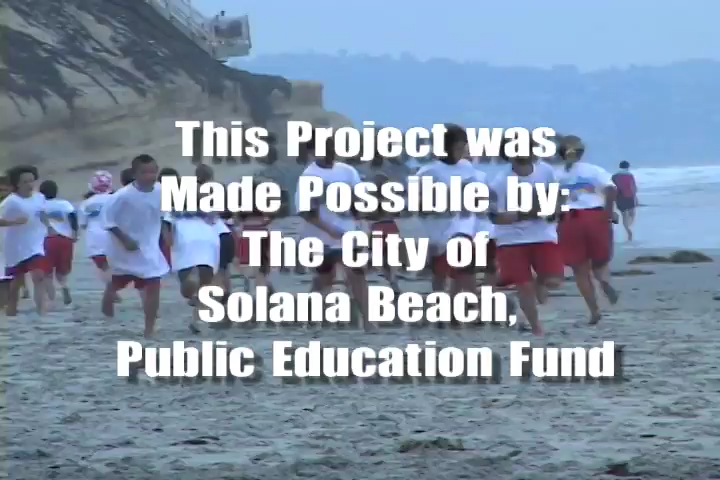 This Project was
Made Possible by:
The City of
Solana Beach,
Public Education Fund